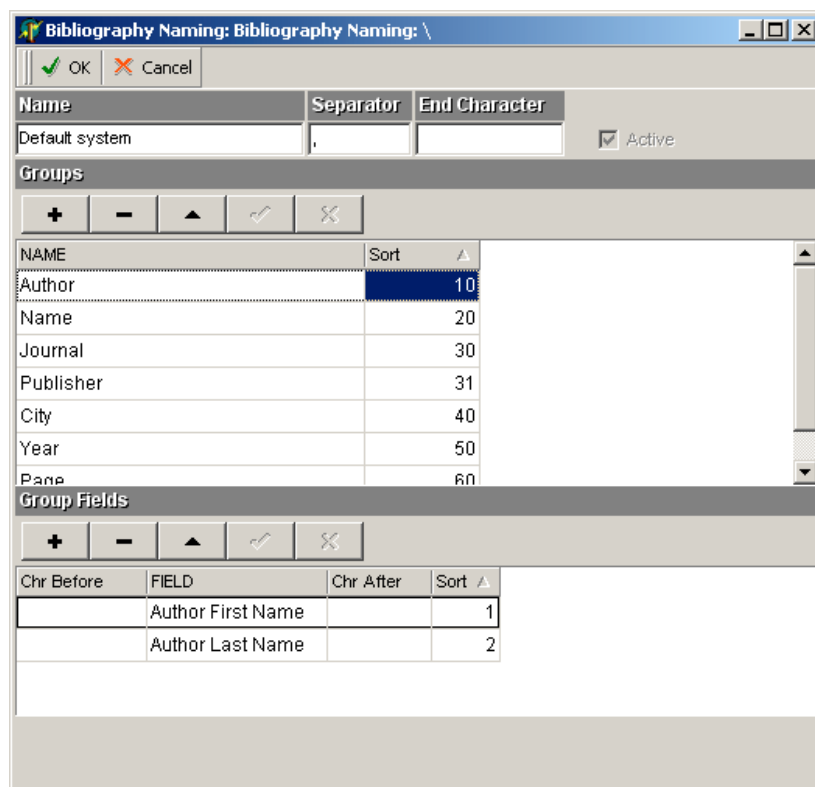 Bibliography Naming: Bibliography Naming: \
OK Cancel
Name Separator End Character
Default system , Active
Groups
+ −
NAME Sort
Author 10
Name 20
Journal 30
Publisher 31
City 40
Year 50
Page 60
Group Fields
+ −
Chr Before FIELD Chr After Sort
Author First Name 1
Author Last Name 2